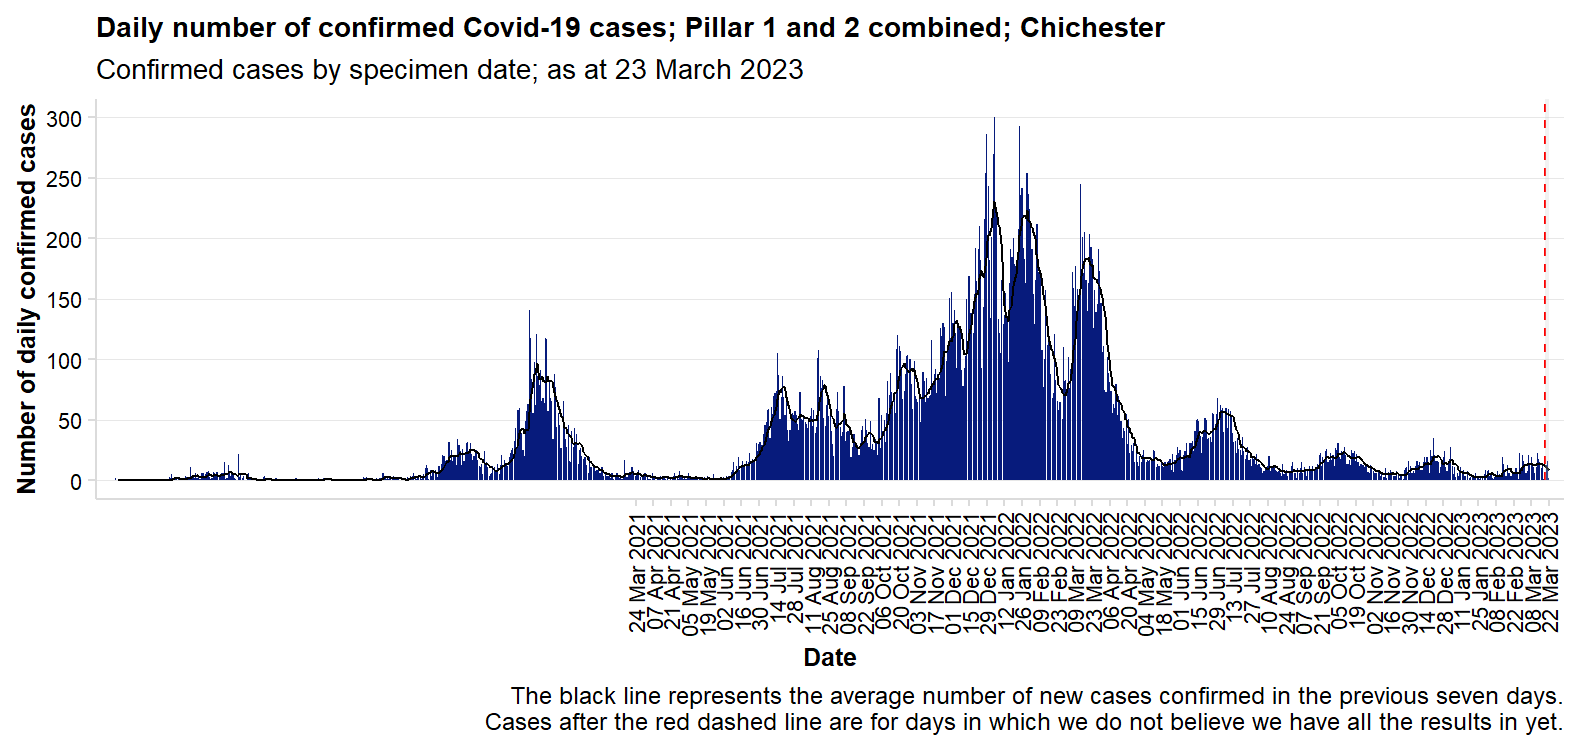 Daily number of confirmed Covid-19 cases; Pillar 1 and 2 combined; Chichester
Confirmed cases by specimen date; as at 23 March 2023
Number of daily confirmed cases
300
250
200
150
100
50
0
24 Mar 2021
07 Apr 2021
21 Apr 2021
05 May 2021
19 May 2021
02 Jun 2021
16 Jun 2021
30 Jun 2021
14 Jul 2021
28 Jul 2021
11 Aug 2021
25 Aug 2021
08 Sep 2021
22 Sep 2021
06 Oct 2021
20 Oct 2021
03 Nov 2021
17 Nov 2021
01 Dec 2021
15 Dec 2021
29 Dec 2021
12 Jan 2022
26 Jan 2022
09 Feb 2022
23 Feb 2022
09 Mar 2022
23 Mar 2022
06 Apr 2022
20 Apr 2022
04 May 2022
18 May 2022
01 Jun 2022
15 Jun 2022
29 Jun 2022
13 Jul 2022
27 Jul 2022
10 Aug 2022
24 Aug 2022
07 Sep 2022
21 Sep 2022
05 Oct 2022
19 Oct 2022
02 Nov 2022
16 Nov 2022
30 Nov 2022
14 Dec 2022
28 Dec 2022
11 Jan 2023
25 Jan 2023
08 Feb 2023
22 Feb 2023
08 Mar 2023
22 Mar 2023
Date
The black line represents the average number of new cases confirmed in the previous seven days.
Cases after the red dashed line are for days in which we do not believe we have all the results in yet.